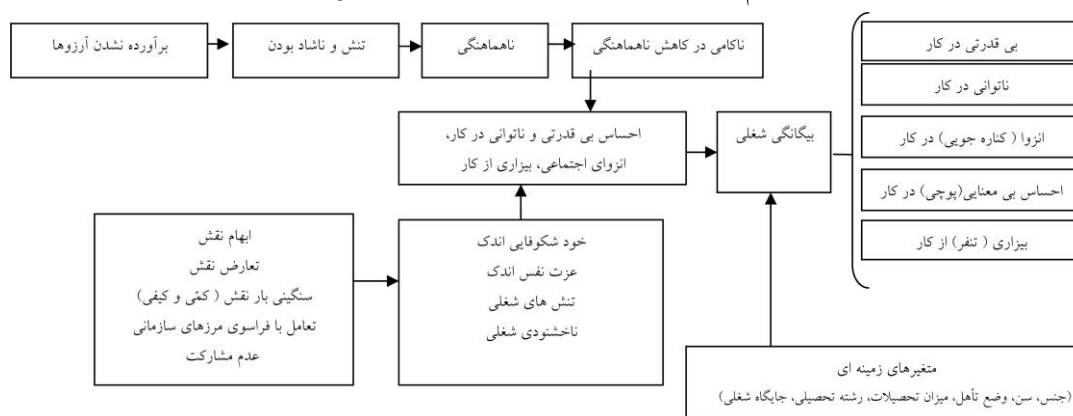 برآورده نشدن آرزوها
تنش و ناشاد بودن
ناهماهنگی
ناکامی در کاهش ناهماهنگی
احساس بی قدرتی و ناتوانی در کار،
انزوای اجتماعی، بیزاری از کار
بیگانگی شغلی
بی قدرتی در کار
ناتوانی در کار
انزوا ( کناره جویی) در کار
احساس بی معنایی(پوچی) در کار
بیزاری ( تنفر) از کار
ابهام نقش
تعارض نقش
سنگینی بار نقش ( کمّی و کیفی)
تعامل با فراسوی مرزهای سازمانی
عدم مشارکت
خود شکوفایی اندک
عزت نفس اندک
تنش های شغلی
ناخشنودی شغلی
متغیرهای زمینه ای
(جنس، سن، وضع تأهل، میزان تحصیلات، رشته تحصیلی، جایگاه شغلی)